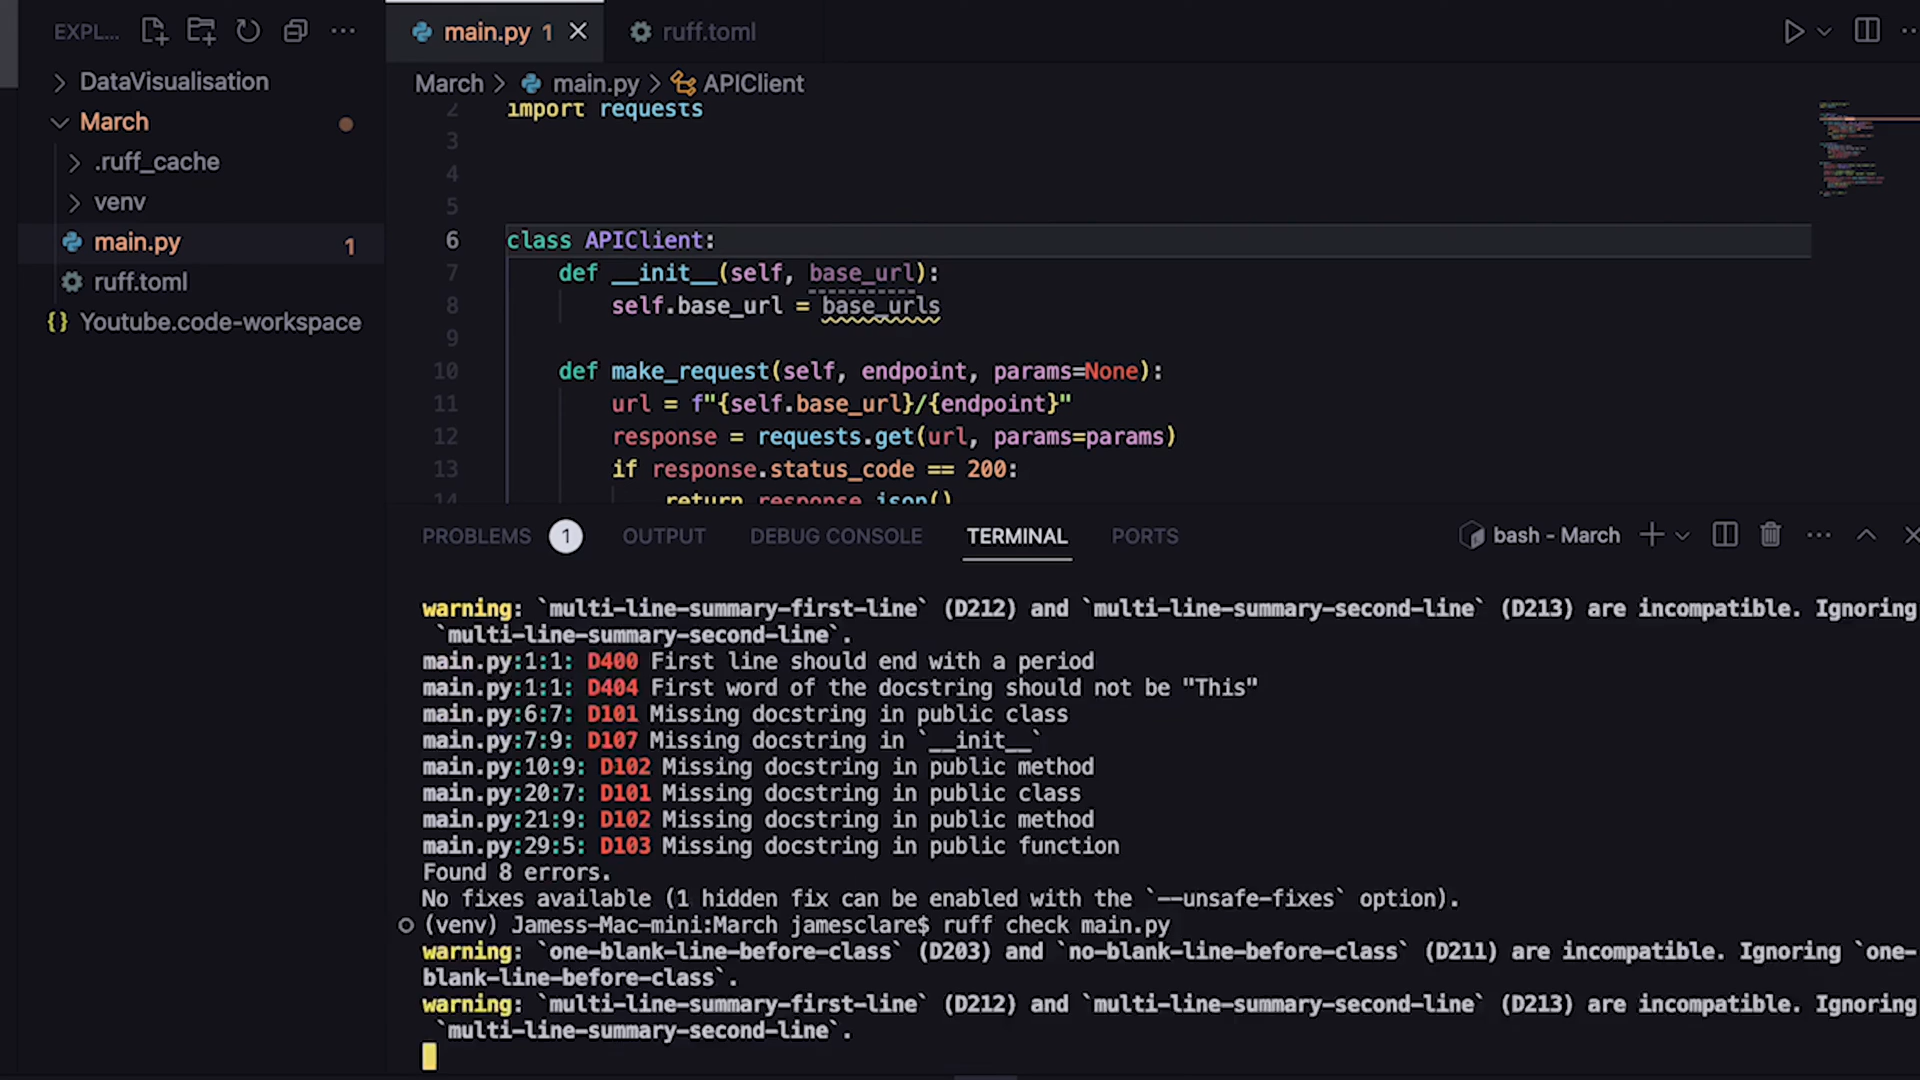 EXPL...
main.py 1
ruff.toml
DataVisualisation
March
.ruff_cache
venv
main.py 1
ruff.toml
{} Youtube.code-workspace
March > main.py > APIClient
2 import requests
3
4
5
6 class APIClient:
7 def __init__(self, base_url):
8 self.base_url = base_urls
9
10 def make_request(self, endpoint, params=None):
11 url = f"{self.base_url}/{endpoint}"
12 response = requests.get(url, params=params)
13 if response.status_code == 200:
14 return response.json()
PROBLEMS 1 OUTPUT DEBUG CONSOLE TERMINAL PORTS
bash - March
warning: `multi-line-summary-first-line` (D212) and `multi-line-summary-second-line` (D213) are incompatible. Ignoring
`multi-line-summary-second-line`.
main.py:1:1: D400 First line should end with a period
main.py:1:1: D404 First word of the docstring should not be "This"
main.py:6:7: D101 Missing docstring in public class
main.py:7:9: D107 Missing docstring in `__init__`
main.py:10:9: D102 Missing docstring in public method
main.py:20:7: D101 Missing docstring in public class
main.py:21:9: D102 Missing docstring in public method
main.py:29:5: D103 Missing docstring in public function
Found 8 errors.
No fixes available (1 hidden fix can be enabled with the `--unsafe-fixes` option).
(venv) Jamess-Mac-mini:March jamesclare$ ruff check main.py
warning: `one-blank-line-before-class` (D203) and `no-blank-line-before-class` (D211) are incompatible. Ignoring `one-
blank-line-before-class`.
warning: `multi-line-summary-first-line` (D212) and `multi-line-summary-second-line` (D213) are incompatible. Ignoring
`multi-line-summary-second-line`.